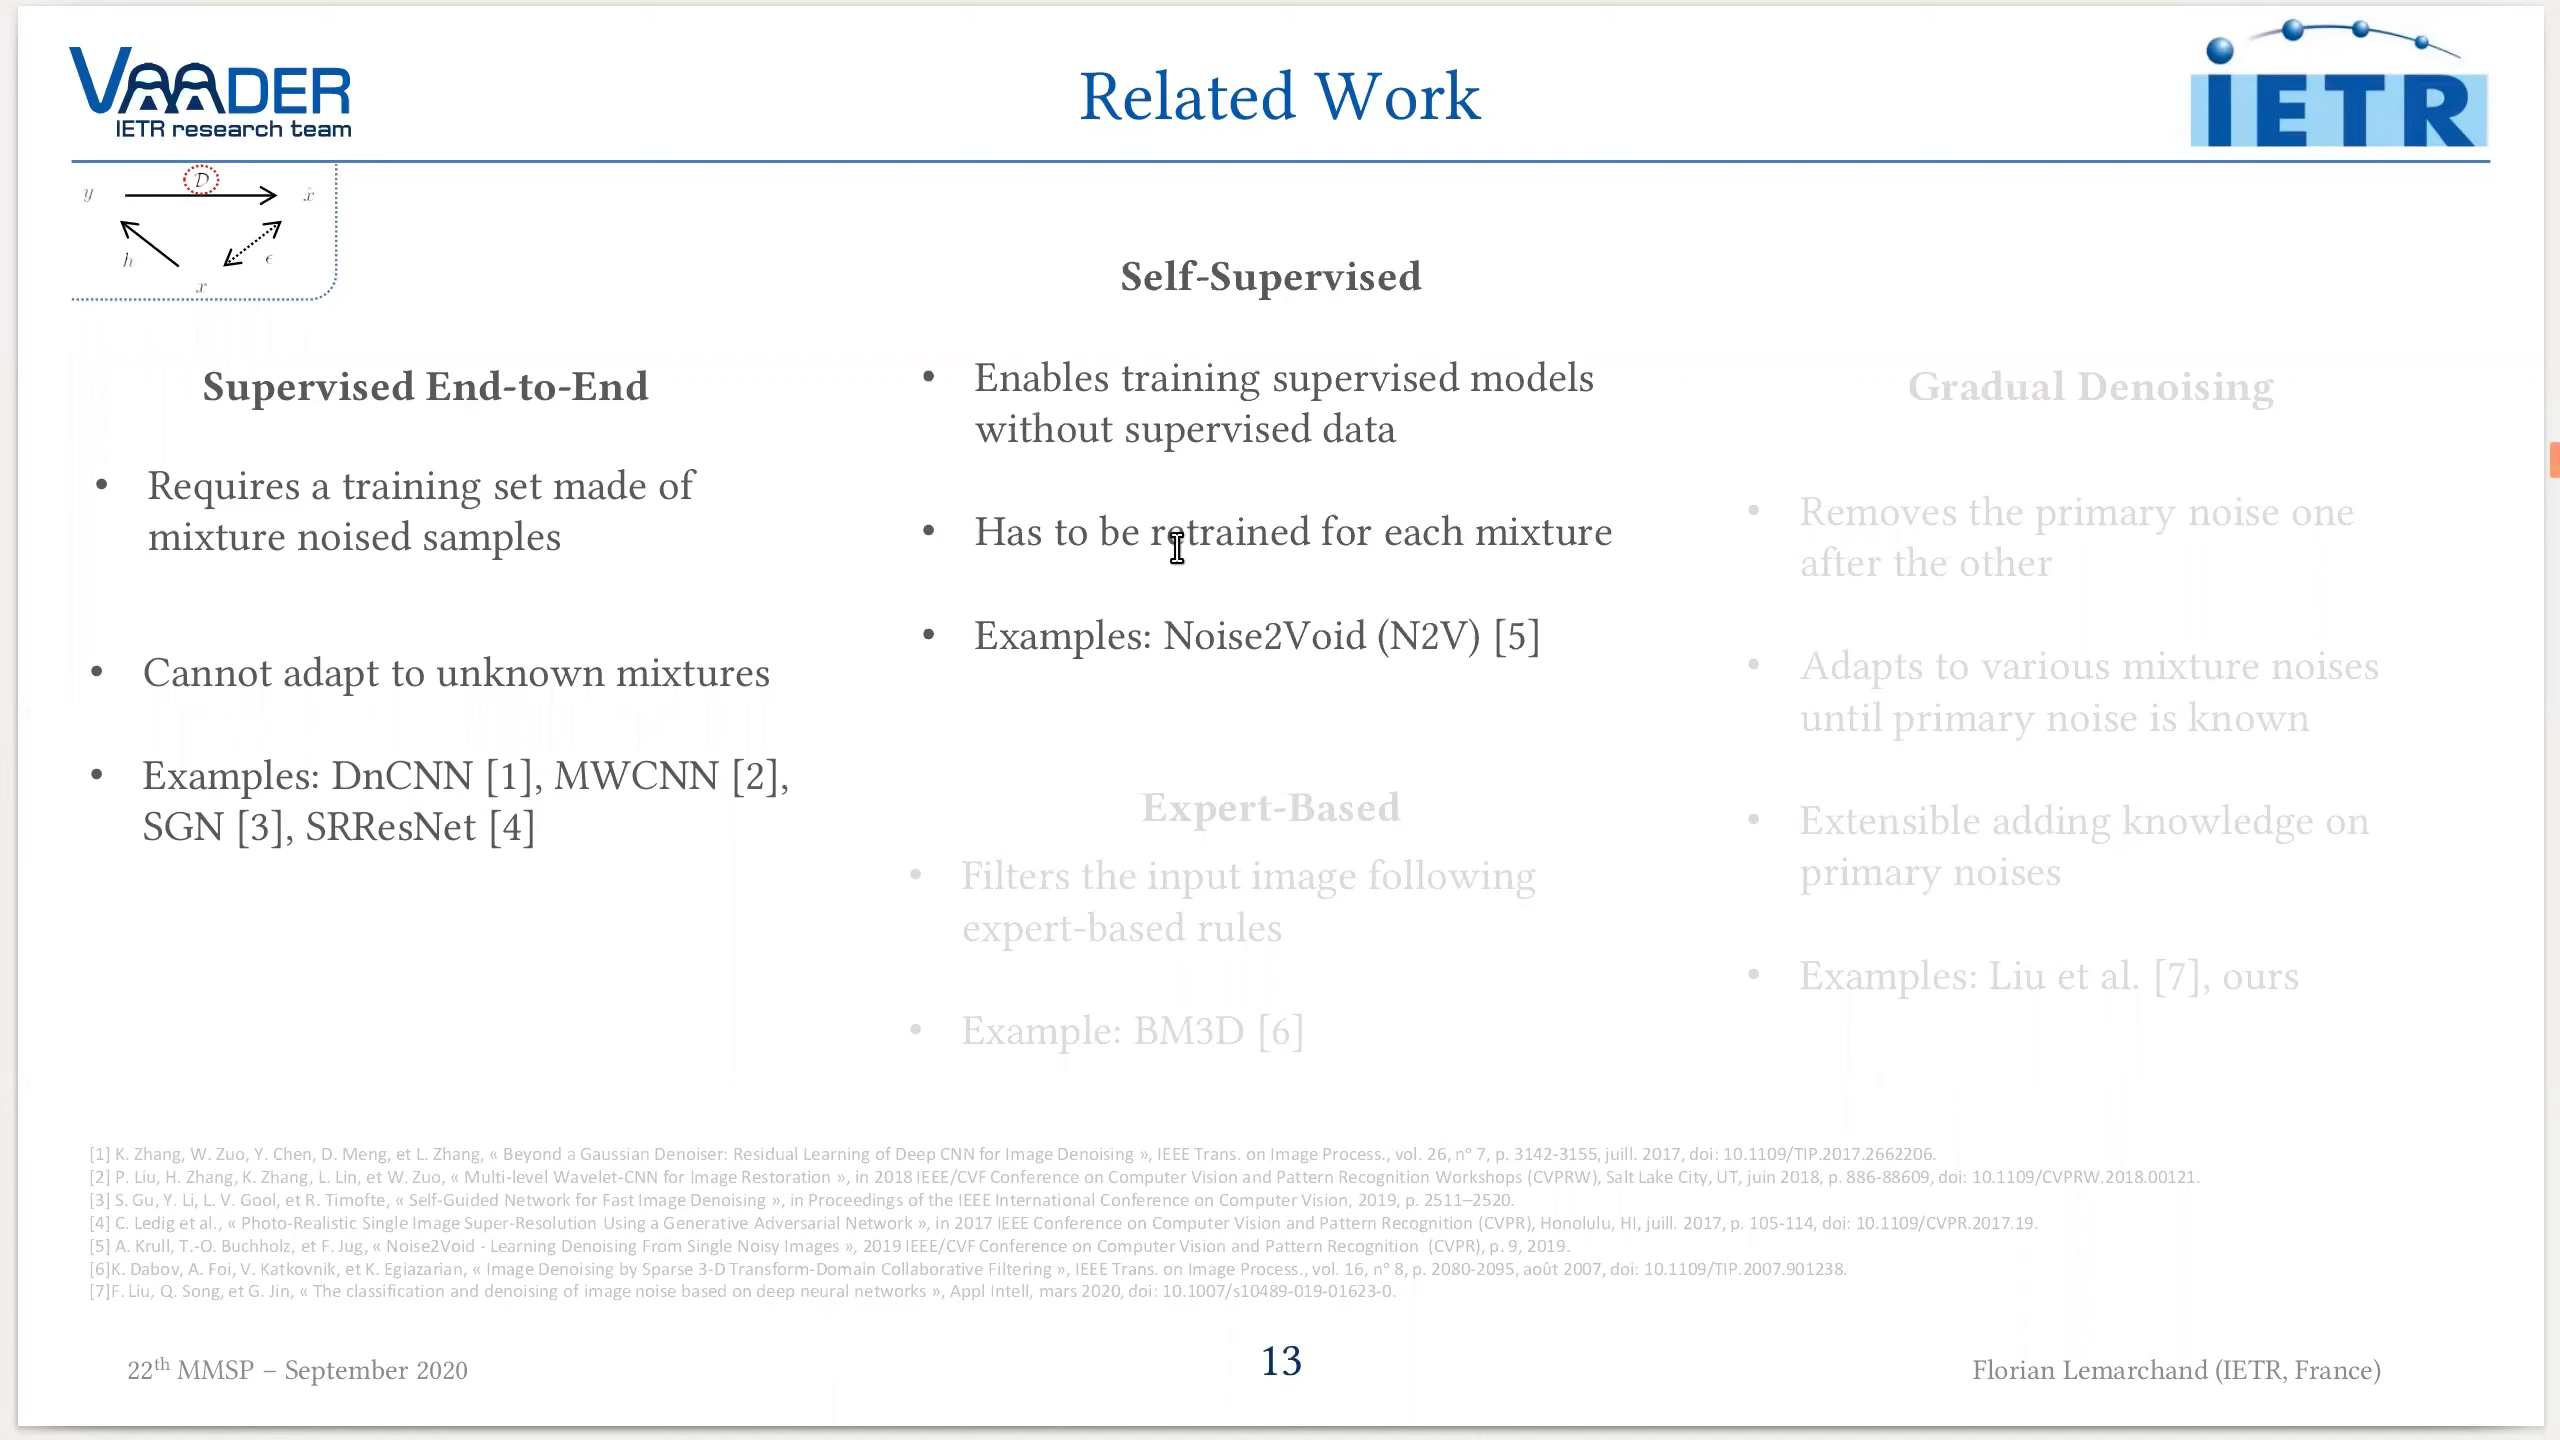 VAADER
IETR research team
Related Work
IETR
y
D
x̂
h
ϵ
x
Supervised End-to-End
• Requires a training set made of
mixture noised samples
• Cannot adapt to unknown mixtures
• Examples: DnCNN [1], MWCNN [2],
SGN [3], SRResNet [4]
Self-Supervised
• Enables training supervised models
without supervised data
• Has to be retrained for each mixture
• Examples: Noise2Void (N2V) [5]
Expert-Based
• Filters the input image following
expert-based rules
• Example: BM3D [6]
Gradual Denoising
• Removes the primary noise one
after the other
• Adapts to various mixture noises
until primary noise is known
• Extensible adding knowledge on
primary noises
• Examples: Liu et al. [7], ours
[1] K. Zhang, W. Zuo, Y. Chen, D. Meng, et L. Zhang, « Beyond a Gaussian Denoiser: Residual Learning of Deep CNN for Image Denoising », IEEE Trans. on Image Process., vol. 26, nº 7, p. 3142-3155, juill. 2017, doi: 10.1109/TIP.2017.2662206.
[2] P. Liu, H. Zhang, K. Zhang, L. Lin, et W. Zuo, « Multi-level Wavelet-CNN for Image Restoration », in 2018 IEEE/CVF Conference on Computer Vision and Pattern Recognition Workshops (CVPRW), Salt Lake City, UT, juin 2018, p. 886-88609, doi: 10.1109/CVPRW.2018.00121.
[3] S. Gu, Y. Li, L. V. Gool, et R. Timofte, « Self-Guided Network for Fast Image Denoising », in Proceedings of the IEEE International Conference on Computer Vision, 2019, p. 2511–2520.
[4] C. Ledig et al., « Photo-Realistic Single Image Super-Resolution Using a Generative Adversarial Network », in 2017 IEEE Conference on Computer Vision and Pattern Recognition (CVPR), Honolulu, HI, juill. 2017, p. 105-114, doi: 10.1109/CVPR.2017.19.
[5] A. Krull, T.-O. Buchholz, et F. Jug, « Noise2Void - Learning Denoising From Single Noisy Images », 2019 IEEE/CVF Conference on Computer Vision and Pattern Recognition (CVPR), p. 9, 2019.
[6]K. Dabov, A. Foi, V. Katkovnik, et K. Egiazarian, « Image Denoising by Sparse 3-D Transform-Domain Collaborative Filtering », IEEE Trans. on Image Process., vol. 16, nº 8, p. 2080-2095, août 2007, doi: 10.1109/TIP.2007.901238.
[7]F. Liu, Q. Song, et G. Jin, « The classification and denoising of image noise based on deep neural networks », Appl Intell, mars 2020, doi: 10.1007/s10489-019-01623-0.
22th MMSP – September 2020
13
Florian Lemarchand (IETR, France)